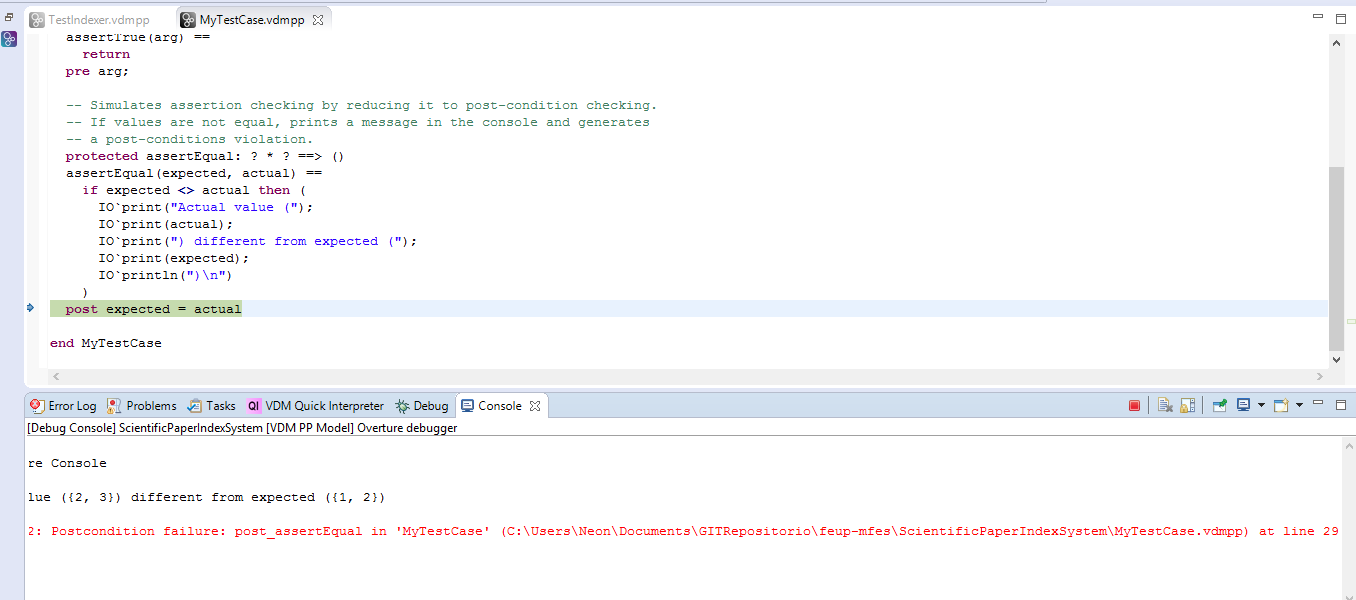 TestIndexer.vdmpp MyTestCase.vdmpp
assertTrue(arg) ==
return
pre arg;
-- Simulates assertion checking by reducing it to post-condition checking.
-- If values are not equal, prints a message in the console and generates
-- a post-conditions violation.
protected assertEqual: ? * ? ==> ()
assertEqual(expected, actual) ==
if expected <> actual then (
IO`print("Actual value (");
IO`print(actual);
IO`print(") different from expected (");
IO`print(expected);
IO`println(")\n")
)
post expected = actual
end MyTestCase
Error Log Problems Tasks QI VDM Quick Interpreter Debug Console
[Debug Console] ScientificPaperIndexSystem [VDM PP Model] Overture debugger
re Console
lue ({2, 3}) different from expected ({1, 2})
2: Postcondition failure: post_assertEqual in 'MyTestCase' (C:\Users\Neon\Documents\GITRepositorio\feup-mfes\ScientificPaperIndexSystem\MyTestCase.vdmpp) at line 29